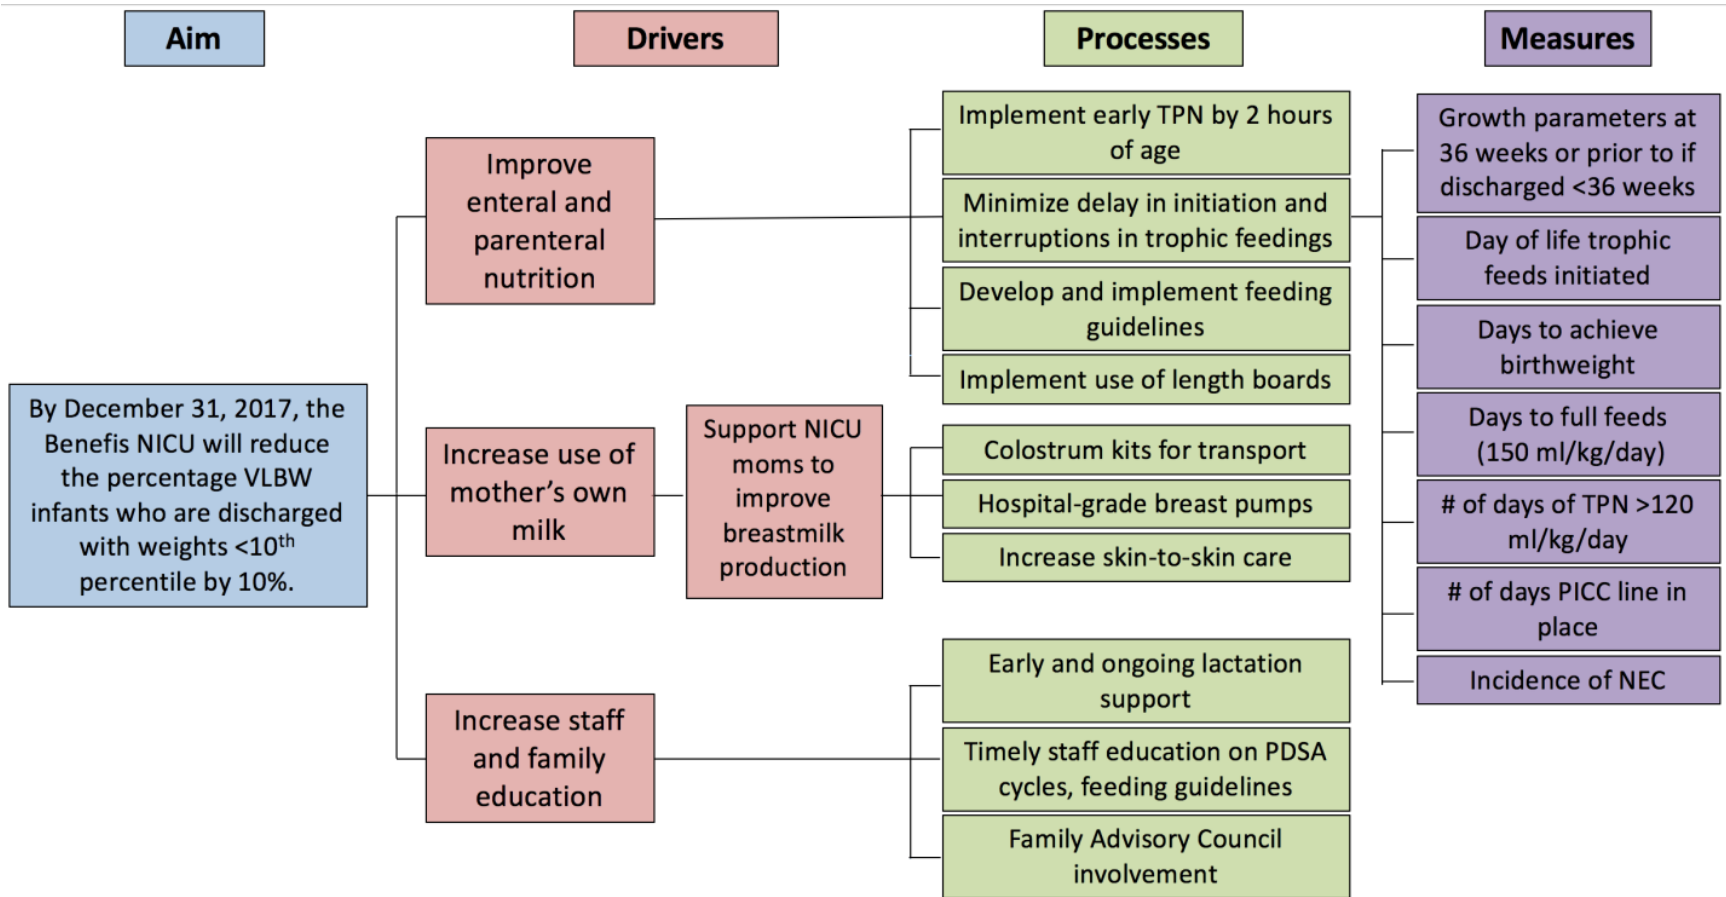 Aim
Drivers
Processes
Measures
By December 31, 2017, the
Benefis NICU will reduce
the percentage VLBW
infants who are discharged
with weights <10th
percentile by 10%.
Improve
enteral and
parenteral
nutrition
Increase use of
mother's own
milk
Support NICU
moms to
improve
breastmilk
production
Increase staff
and family
education
Implement early TPN by 2 hours
of age
Minimize delay in initiation and
interruptions in trophic feedings
Develop and implement feeding
guidelines
Implement use of length boards
Colostrum kits for transport
Hospital-grade breast pumps
Increase skin-to-skin care
Early and ongoing lactation
support
Timely staff education on PDSA
cycles, feeding guidelines
Family Advisory Council
involvement
Growth parameters at
36 weeks or prior to if
discharged <36 weeks
Day of life trophic
feeds initiated
Days to achieve
birthweight
Days to full feeds
(150 ml/kg/day)
# of days of TPN >120
ml/kg/day
# of days PICC line in
place
Incidence of NEC